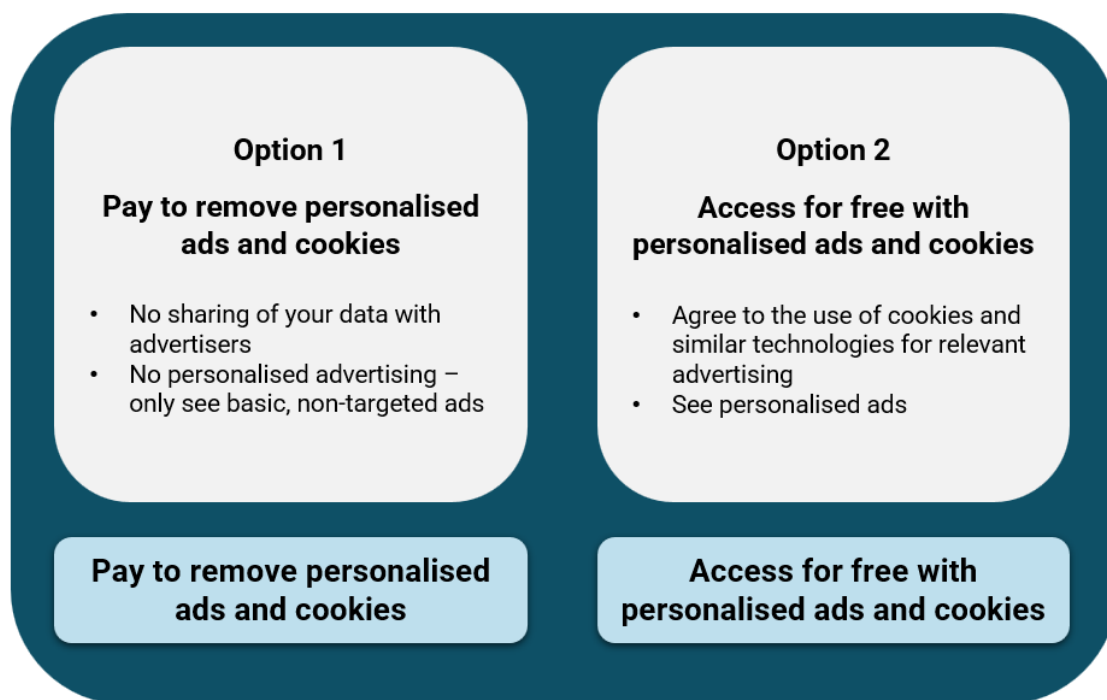 Option 1
Pay to remove personalised
ads and cookies
• No sharing of your data with
advertisers
• No personalised advertising –
only see basic, non-targeted ads
Pay to remove personalised
ads and cookies
Option 2
Access for free with
personalised ads and cookies
• Agree to the use of cookies and
similar technologies for relevant
advertising
• See personalised ads
Access for free with
personalised ads and cookies